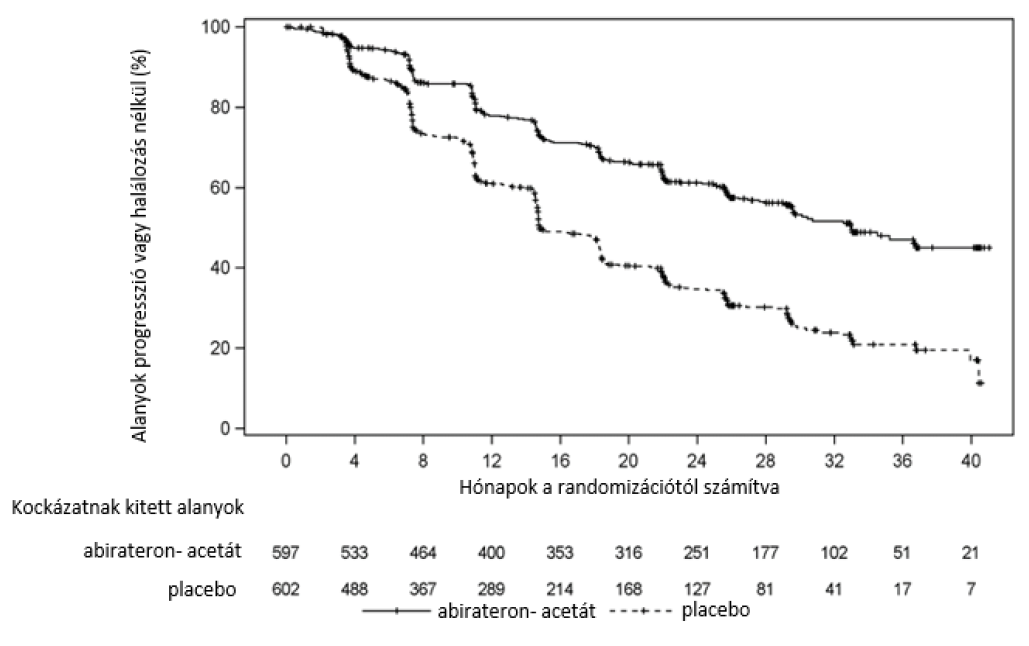 Alanyok progresszió vagy halálozás nélkül (%)
100
80
60
40
20
0
0 4 8 12 16 20 24 28 32 36 40
Hónapok a randomizációtól számítva
Kockázatnak kitett alanyok
abirateron- acetát 597 533 464 400 353 316 251 177 102 51 21
placebo 602 488 367 289 214 168 127 81 41 17 7
abirateron- acetát placebo